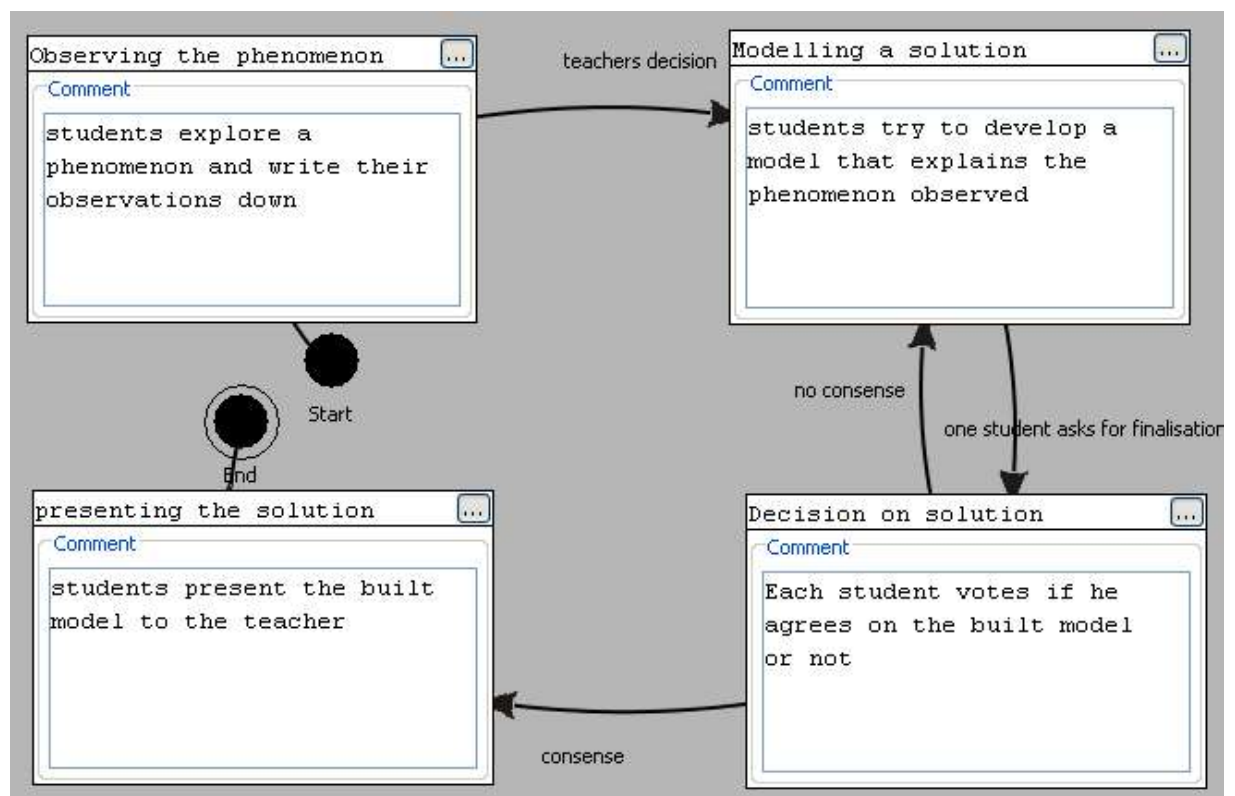 Observing the phenomenon
...
Comment
students explore a
phenomenon and write their
observations down
teachers decision
Modelling a solution
...
Comment
students try to develop a
model that explains the
phenomenon observed
Start
End
no consense
one student asks for finalisation
presenting the solution
...
Comment
students present the built
model to the teacher
Decision on solution
...
Comment
Each student votes if he
agrees on the built model
or not
consense